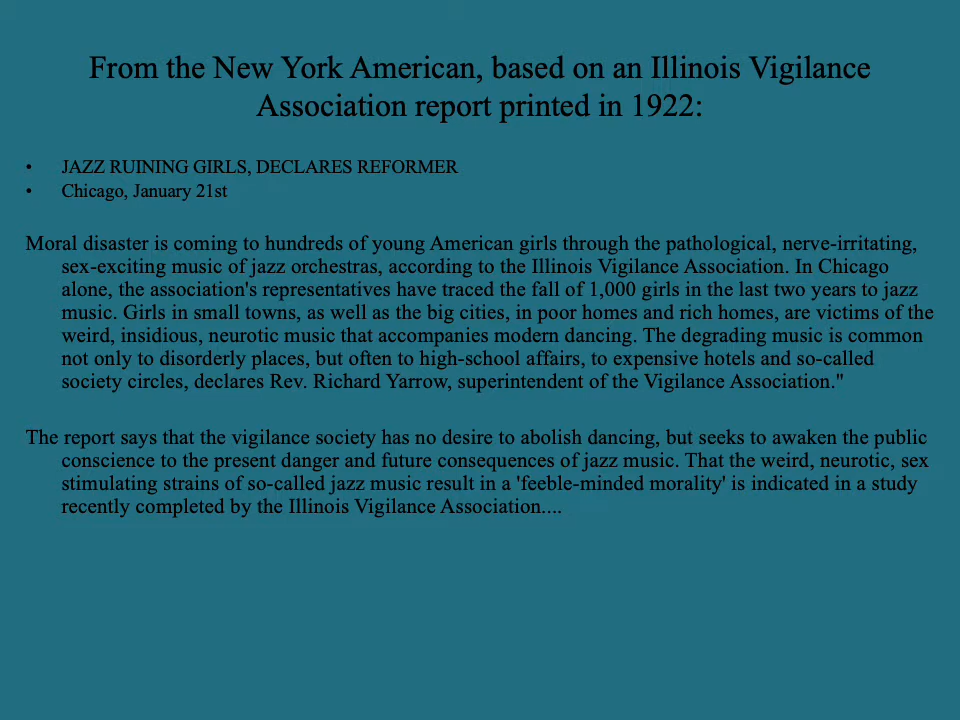 From the New York American, based on an Illinois Vigilance
Association report printed in 1922:
• JAZZ RUINING GIRLS, DECLARES REFORMER
• Chicago, January 21st
Moral disaster is coming to hundreds of young American girls through the pathological, nerve-irritating,
sex-exciting music of jazz orchestras, according to the Illinois Vigilance Association. In Chicago
alone, the association's representatives have traced the fall of 1,000 girls in the last two years to jazz
music. Girls in small towns, as well as the big cities, in poor homes and rich homes, are victims of the
weird, insidious, neurotic music that accompanies modern dancing. The degrading music is common
not only to disorderly places, but often to high-school affairs, to expensive hotels and so-called
society circles, declares Rev. Richard Yarrow, superintendent of the Vigilance Association."
The report says that the vigilance society has no desire to abolish dancing, but seeks to awaken the public
conscience to the present danger and future consequences of jazz music. That the weird, neurotic, sex
stimulating strains of so-called jazz music result in a 'feeble-minded morality' is indicated in a study
recently completed by the Illinois Vigilance Association....